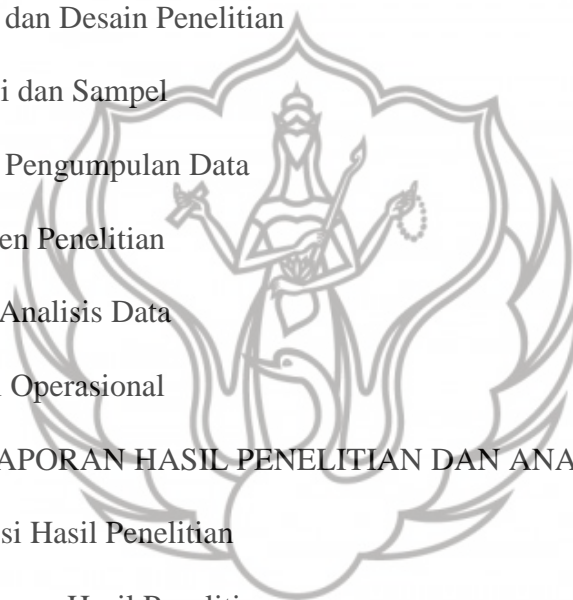 dan Desain Penelitian
i dan Sampel
Pengumpulan Data
en Penelitian
Analisis Data
Operasional
APORAN HASIL PENELITIAN DAN ANA
si Hasil Penelitian
Hasil